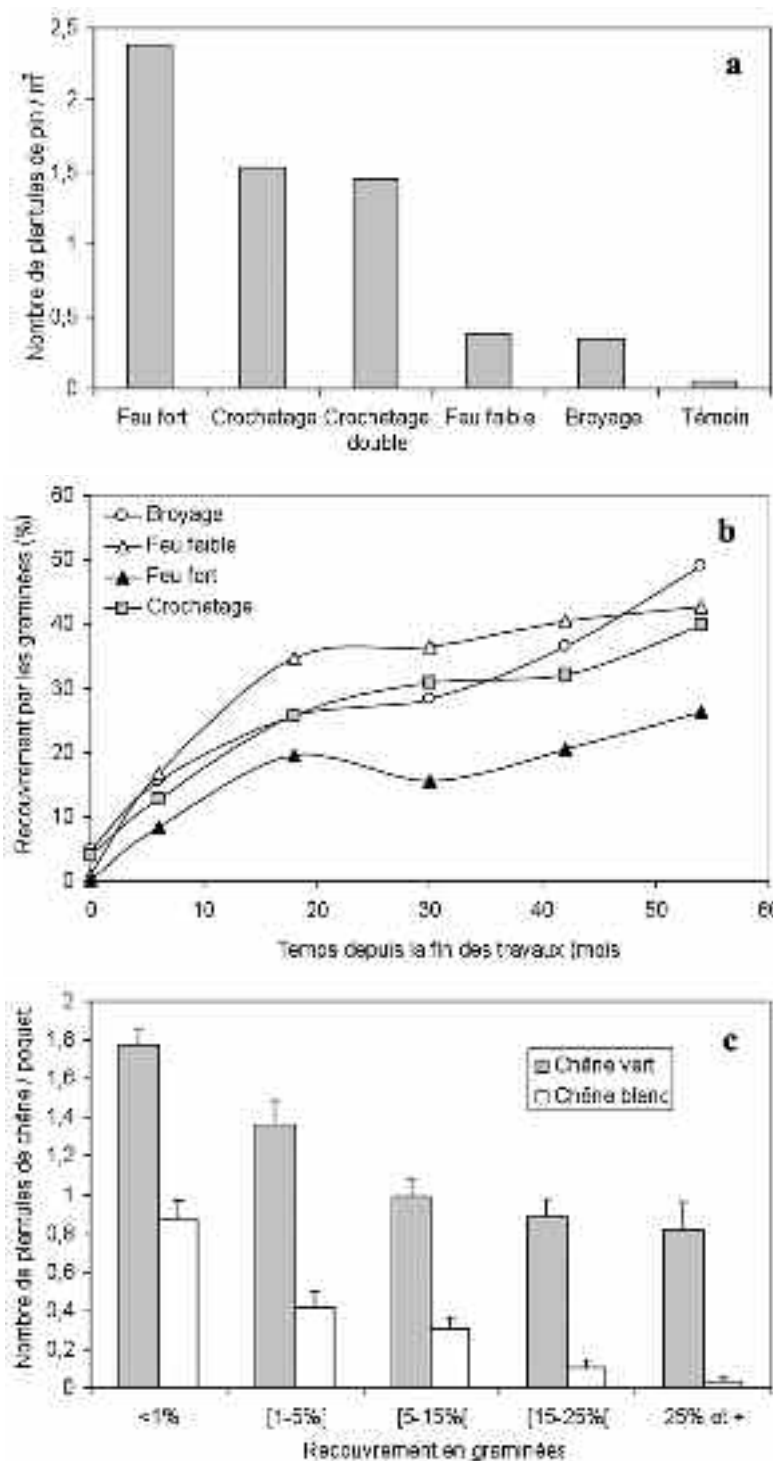 Nombre de plantules de pin / m²
2,5
2
1,5
1
0,5
0
a
Feu fort
Crochetage
Crochetage double
Feu faible
Broyage
Témoin
Recouvrement par les graminées (%)
60
50
40
30
20
10
0
Broyage
Feu faible
Feu fort
Crochetage
b
0 10 20 30 40 50 60
Temps depuis la fin des travaux (mois
Nombre de plantules de chêne / poquet
2
1,8
1,6
1,4
1,2
1
0,8
0,6
0,4
0,2
0
c
Chêne vert
Chêne blanc
<1% [1-5%[ [5-15%[ [15-25%[ 25% et +
Recouvrement en graminées